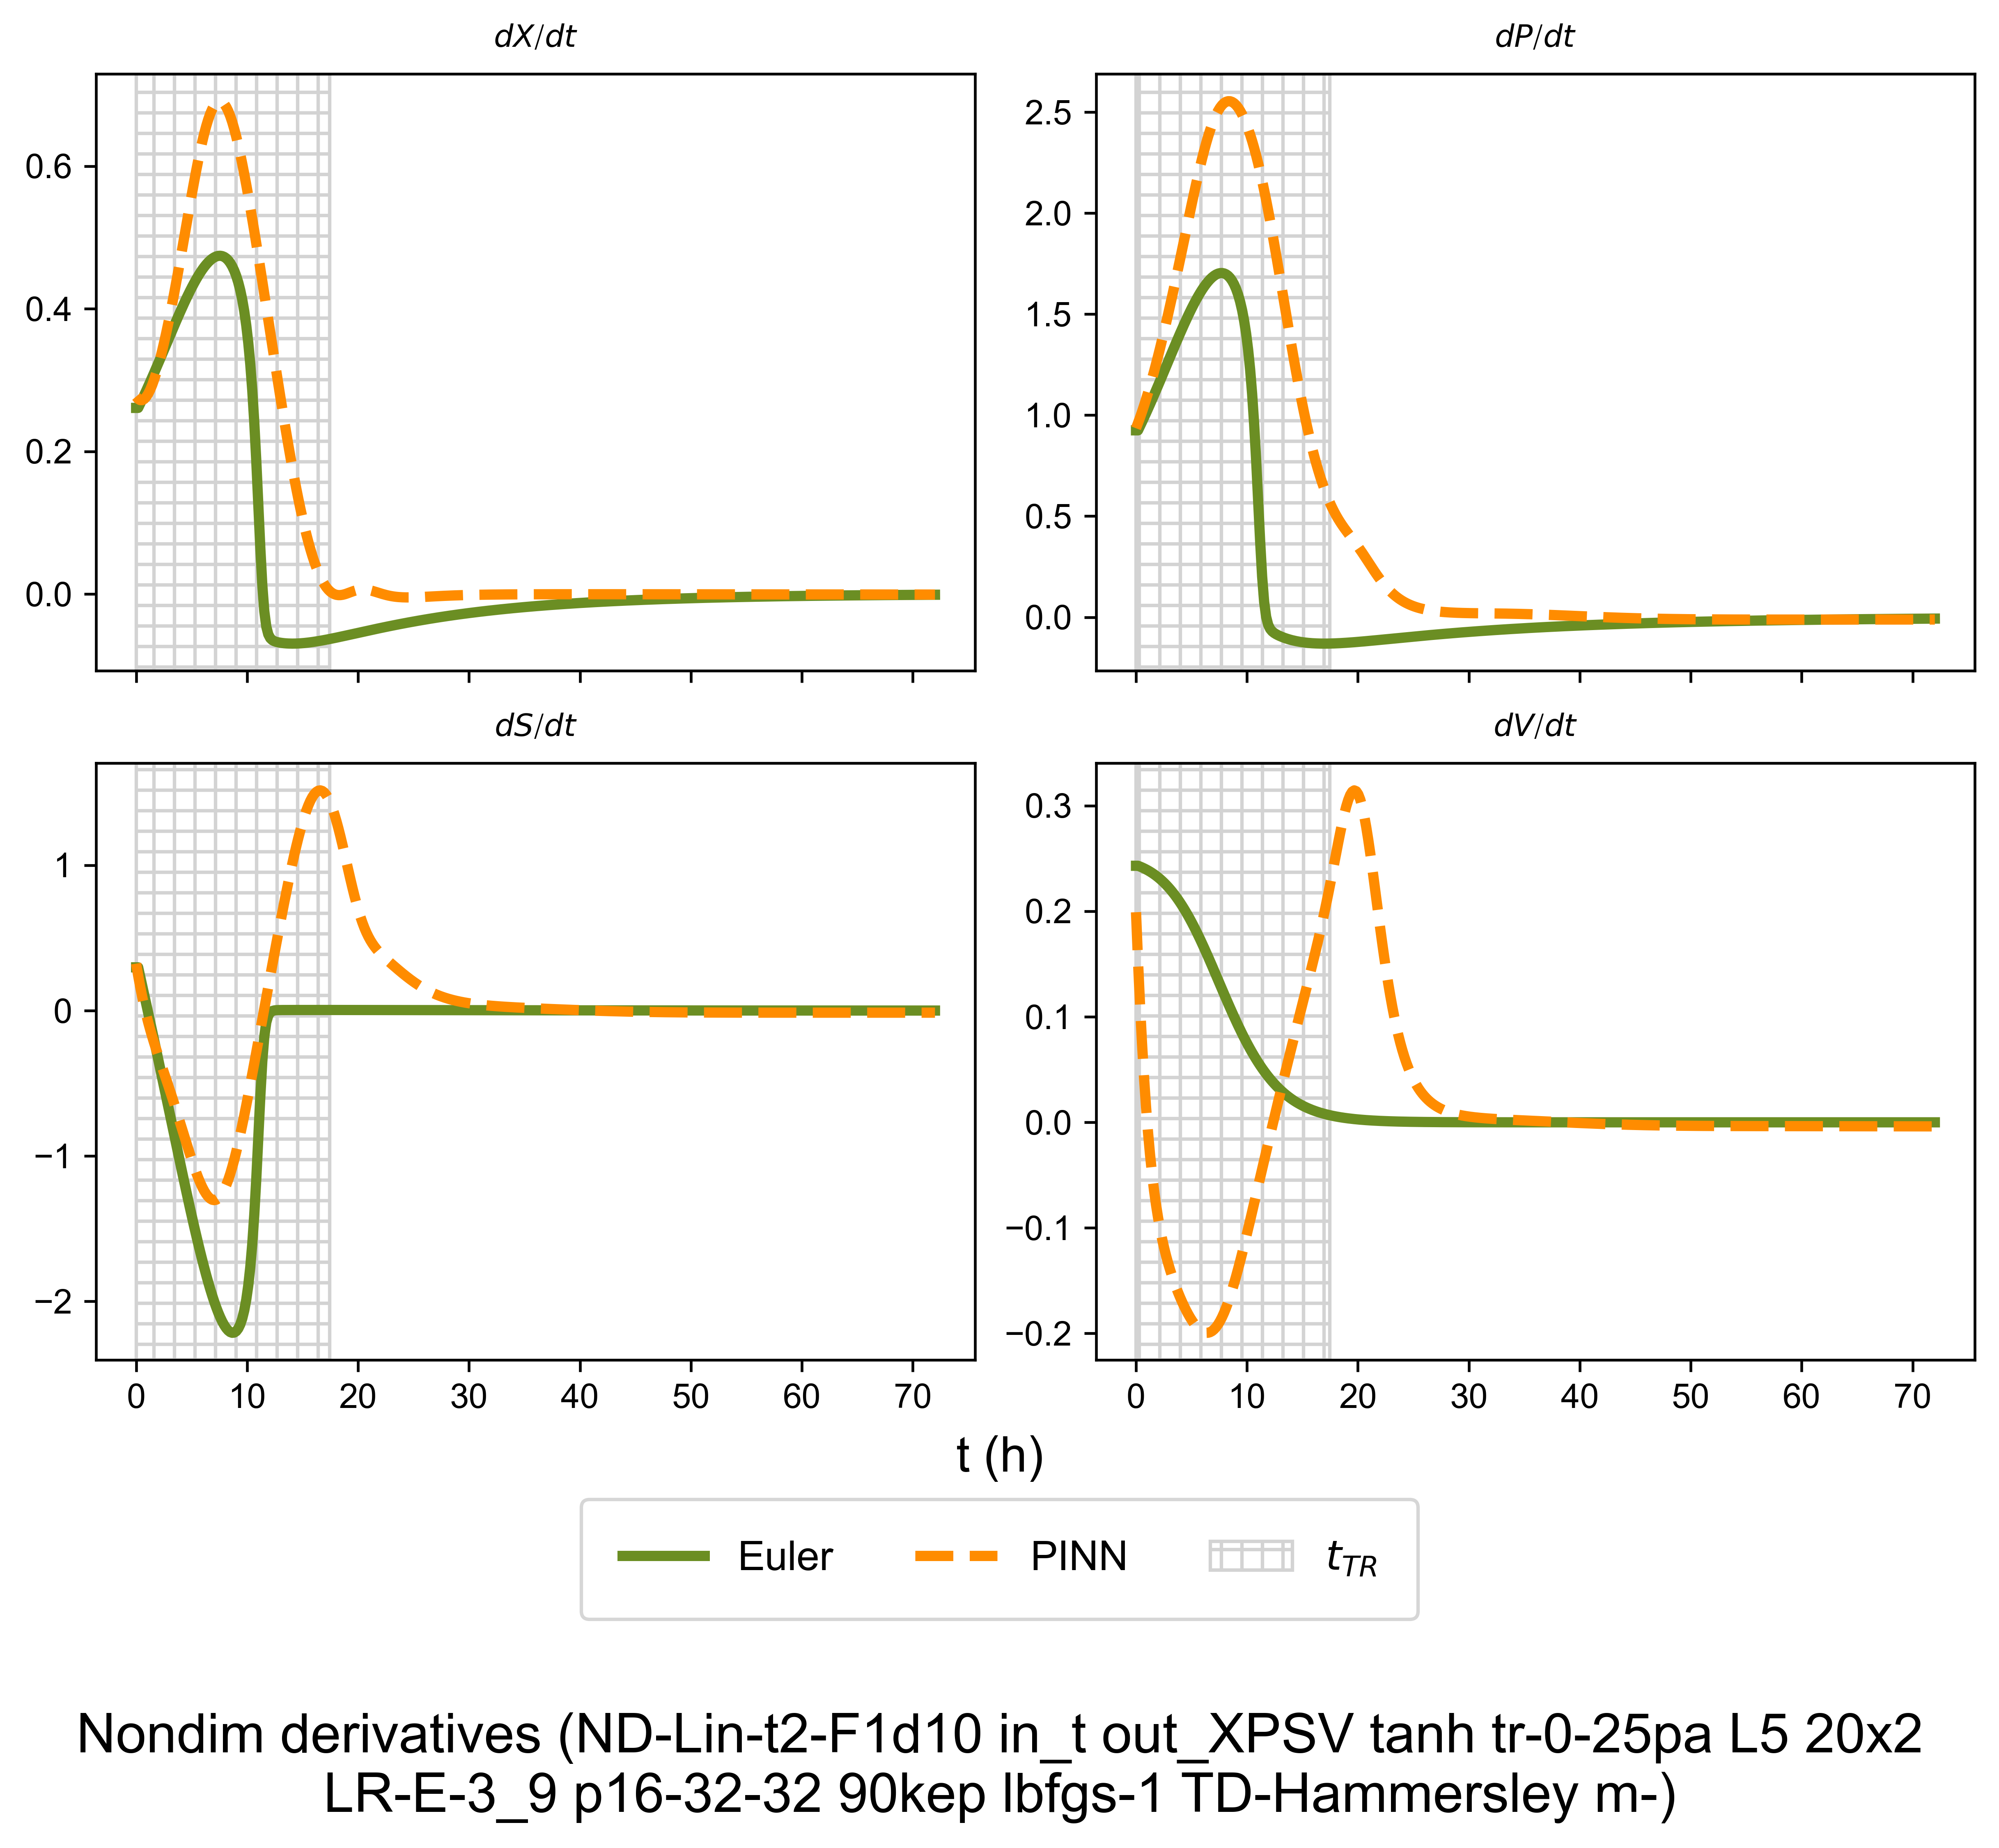 dX/dt
dP/dt
0.6
0.4
0.2
0.0
2.5
2.0
1.5
1.0
0.5
0.0
dS/dt
dV/dt
1
0
−1
−2
0 10 20 30 40 50 60 70
0.3
0.2
0.1
0.0
−0.1
−0.2
0 10 20 30 40 50 60 70
t (h)
Euler PINN t_TR
Nondim derivatives (ND-Lin-t2-F1d10 in_t out_XPSV tanh tr-0-25pa L5 20x2
LR-E-3_9 p16-32-32 90kep lbfgs-1 TD-Hammersley m-)